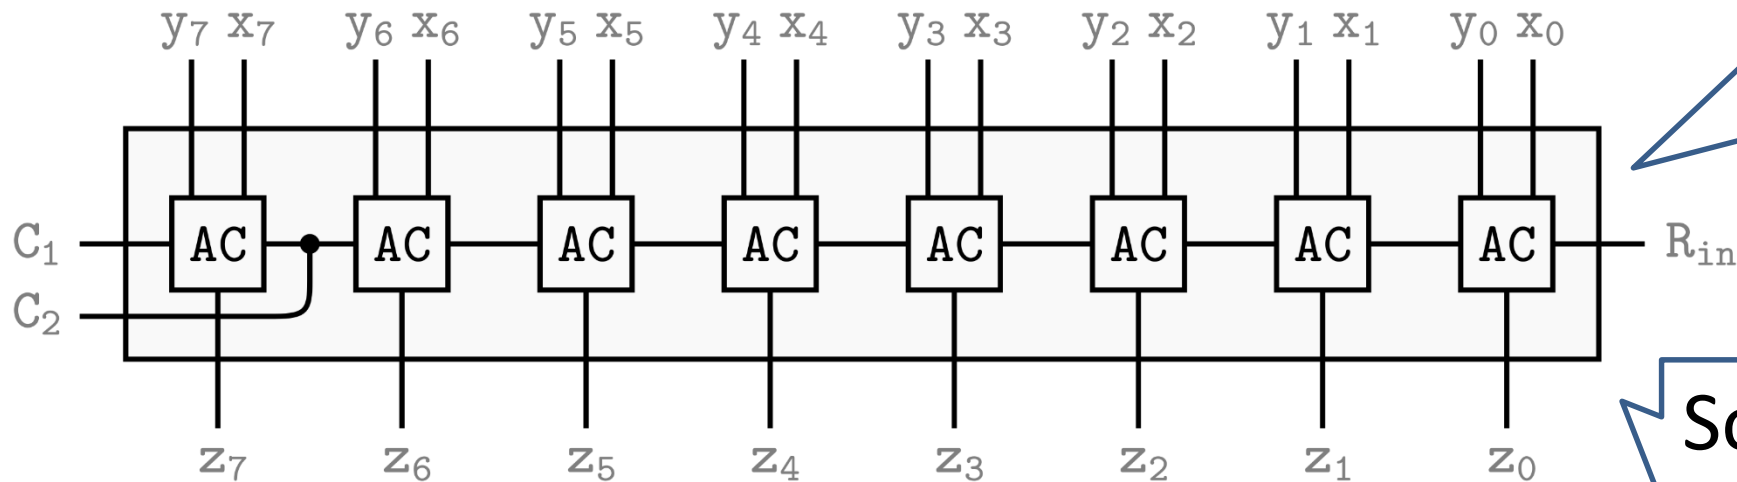 y₇ x₇ y₆ x₆ y₅ x₅ y₄ x₄ y₃ x₃ y₂ x₂ y₁ x₁ y₀ x₀
C₁ AC AC AC AC AC AC AC AC Rᵢₙ
C₂
z₇ z₆ z₅ z₄ z₃ z₂ z₁ z₀